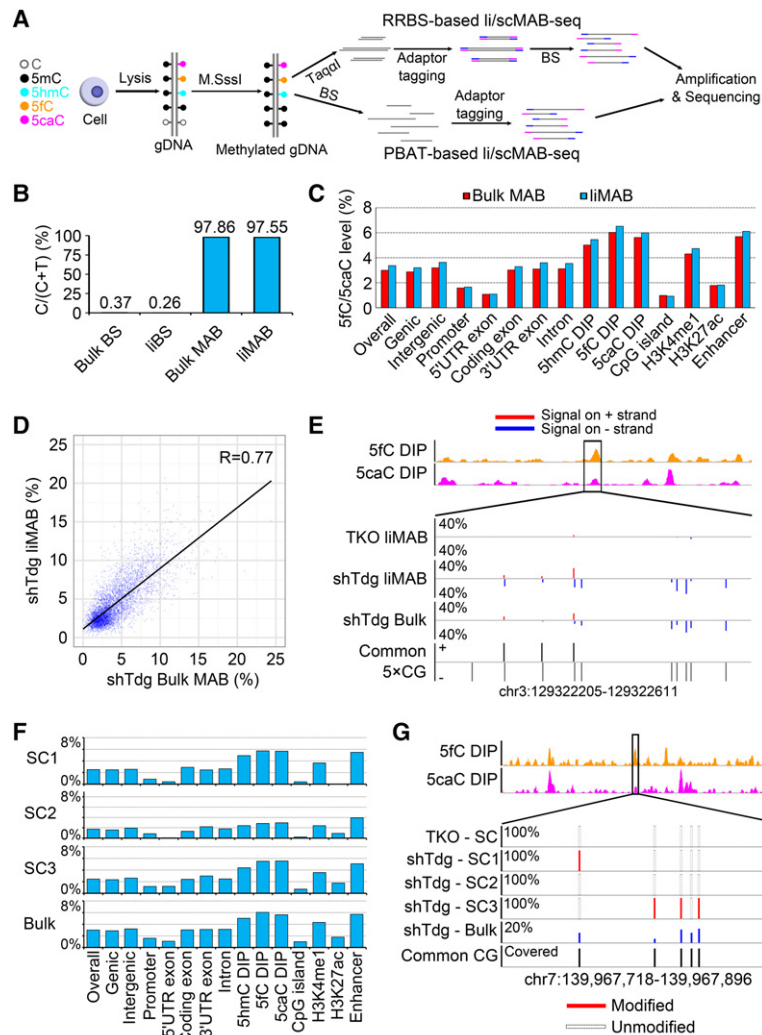 A
RRBS-based li/scMAB-seq
C
5mC
5hmC
5fC
5caC
Cell
Lysis
gDNA
M.SssI
Methylated gDNA
TaqαI
BS
Adaptor
tagging
BS
Adaptor
tagging
PBAT-based li/scMAB-seq
Amplification
& Sequencing
B
C/(C+T) (%)
100
75
50
25
0
0.37
0.26
97.86
97.55
Bulk BS
liBS
Bulk MAB
liMAB
C
Bulk MAB
liMAB
5fC/5caC level (%)
8
6
4
2
0
Overall
Genic
Intergenic
Promoter
5'UTR exon
Coding exon
3'UTR exon
Intron
5hmC DIP
5fC DIP
5caC DIP
CpG island
H3K4me1
H3K27ac
Enhancer
D
shTdg liMAB (%)
25
20
15
10
5
0
R=0.77
0
5
10
15
20
25
shTdg Bulk MAB (%)
E
Signal on + strand
Signal on - strand
5fC DIP
5caC DIP
TKO liMAB
40%
40%
shTdg liMAB
40%
40%
shTdg Bulk
40%
40%
Common
+
5×CG
-
chr3:129322205-129322611
F
SC1
8%
0%
SC2
8%
0%
SC3
8%
0%
Bulk
8%
0%
Overall
Genic
Intergenic
Promoter
5'UTR exon
Coding exon
3'UTR exon
Intron
5hmC DIP
5fC DIP
5caC DIP
CpG island
H3K4me1
H3K27ac
Enhancer
G
5fC DIP
5caC DIP
TKO - SC
100%
shTdg - SC1
100%
shTdg - SC2
100%
shTdg - SC3
100%
shTdg - Bulk
20%
Common CG
Covered
chr7:139,967,718-139,967,896
Modified
Unmodified